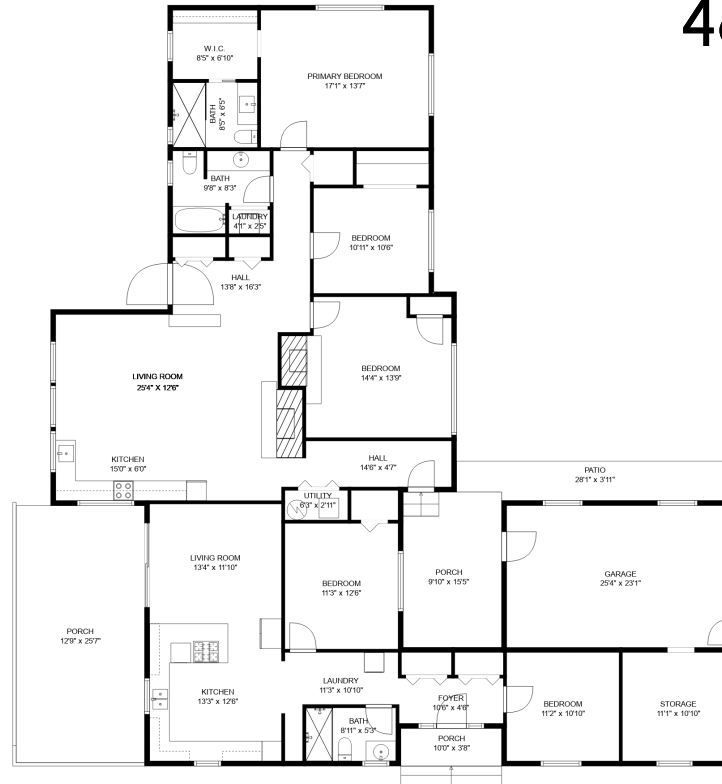 W.I.C.
8'5" x 6'10"
PRIMARY BEDROOM
17'1" x 13'7"
BATH
8'5" x 6'5"
BATH
9'8" x 8'3"
LAUNDRY
4'1" x 2'5"
BEDROOM
10'11" x 10'6"
HALL
13'8" x 16'3"
LIVING ROOM
25'4" X 12'6"
BEDROOM
14'4" x 13'9"
KITCHEN
15'0" x 6'0"
HALL
14'6" x 4'7"
PATIO
28'1" x 3'11"
UTILITY
6'3" x 2'11"
LIVING ROOM
13'4" x 11'10"
BEDROOM
11'3" x 12'6"
PORCH
9'10" x 15'5"
GARAGE
25'4" x 23'1"
PORCH
12'9" x 25'7"
KITCHEN
13'3" x 12'6"
LAUNDRY
11'3" x 10'10"
FOYER
10'6" x 4'6"
BEDROOM
11'2" x 10'10"
STORAGE
11'1" x 10'10"
BATH
8'11" x 5'3"
PORCH
10'0" x 3'8"